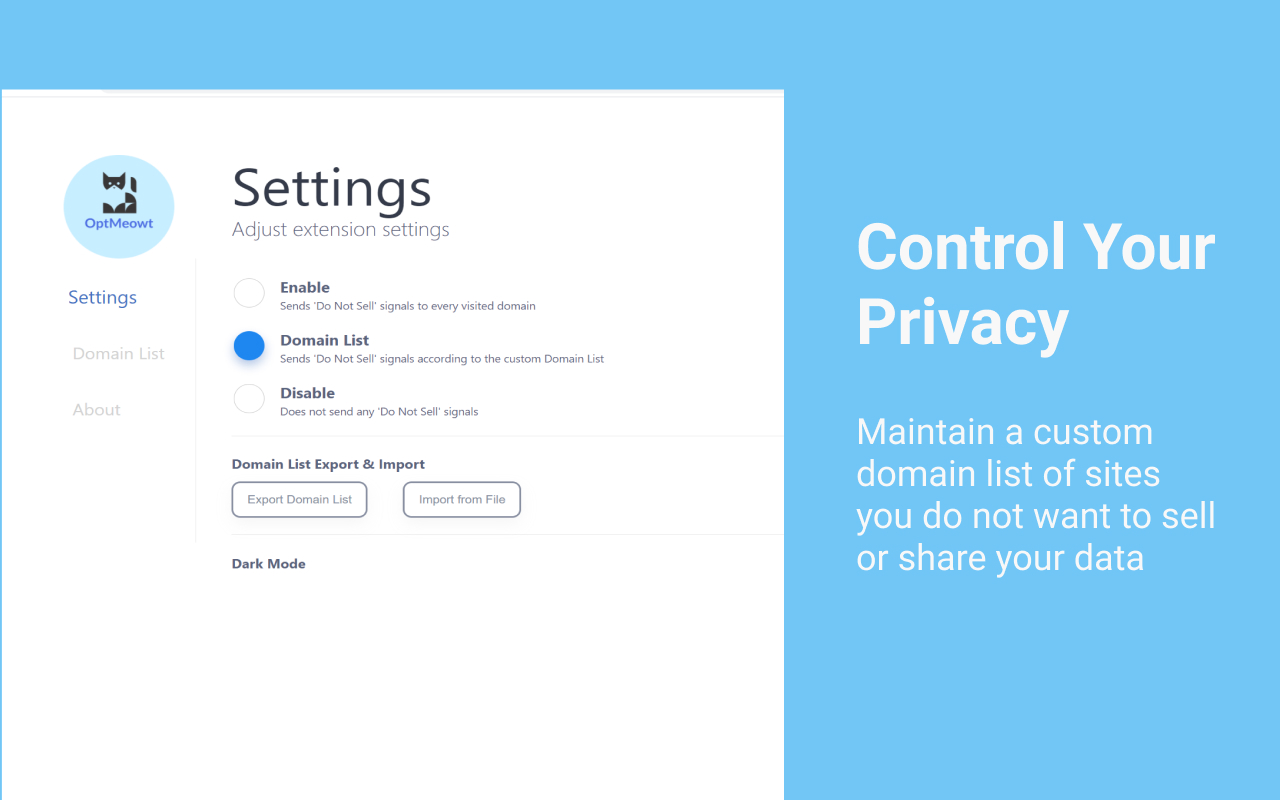 OptMeowt
Settings
Domain List
About
Settings
Adjust extension settings
Enable
Sends 'Do Not Sell' signals to every visited domain
Domain List
Sends 'Do Not Sell' signals according to the custom Domain List
Disable
Does not send any 'Do Not Sell' signals
Domain List Export & Import
Export Domain List
Import from File
Dark Mode
Control Your
Privacy
Maintain a custom
domain list of sites
you do not want to sell
or share your data